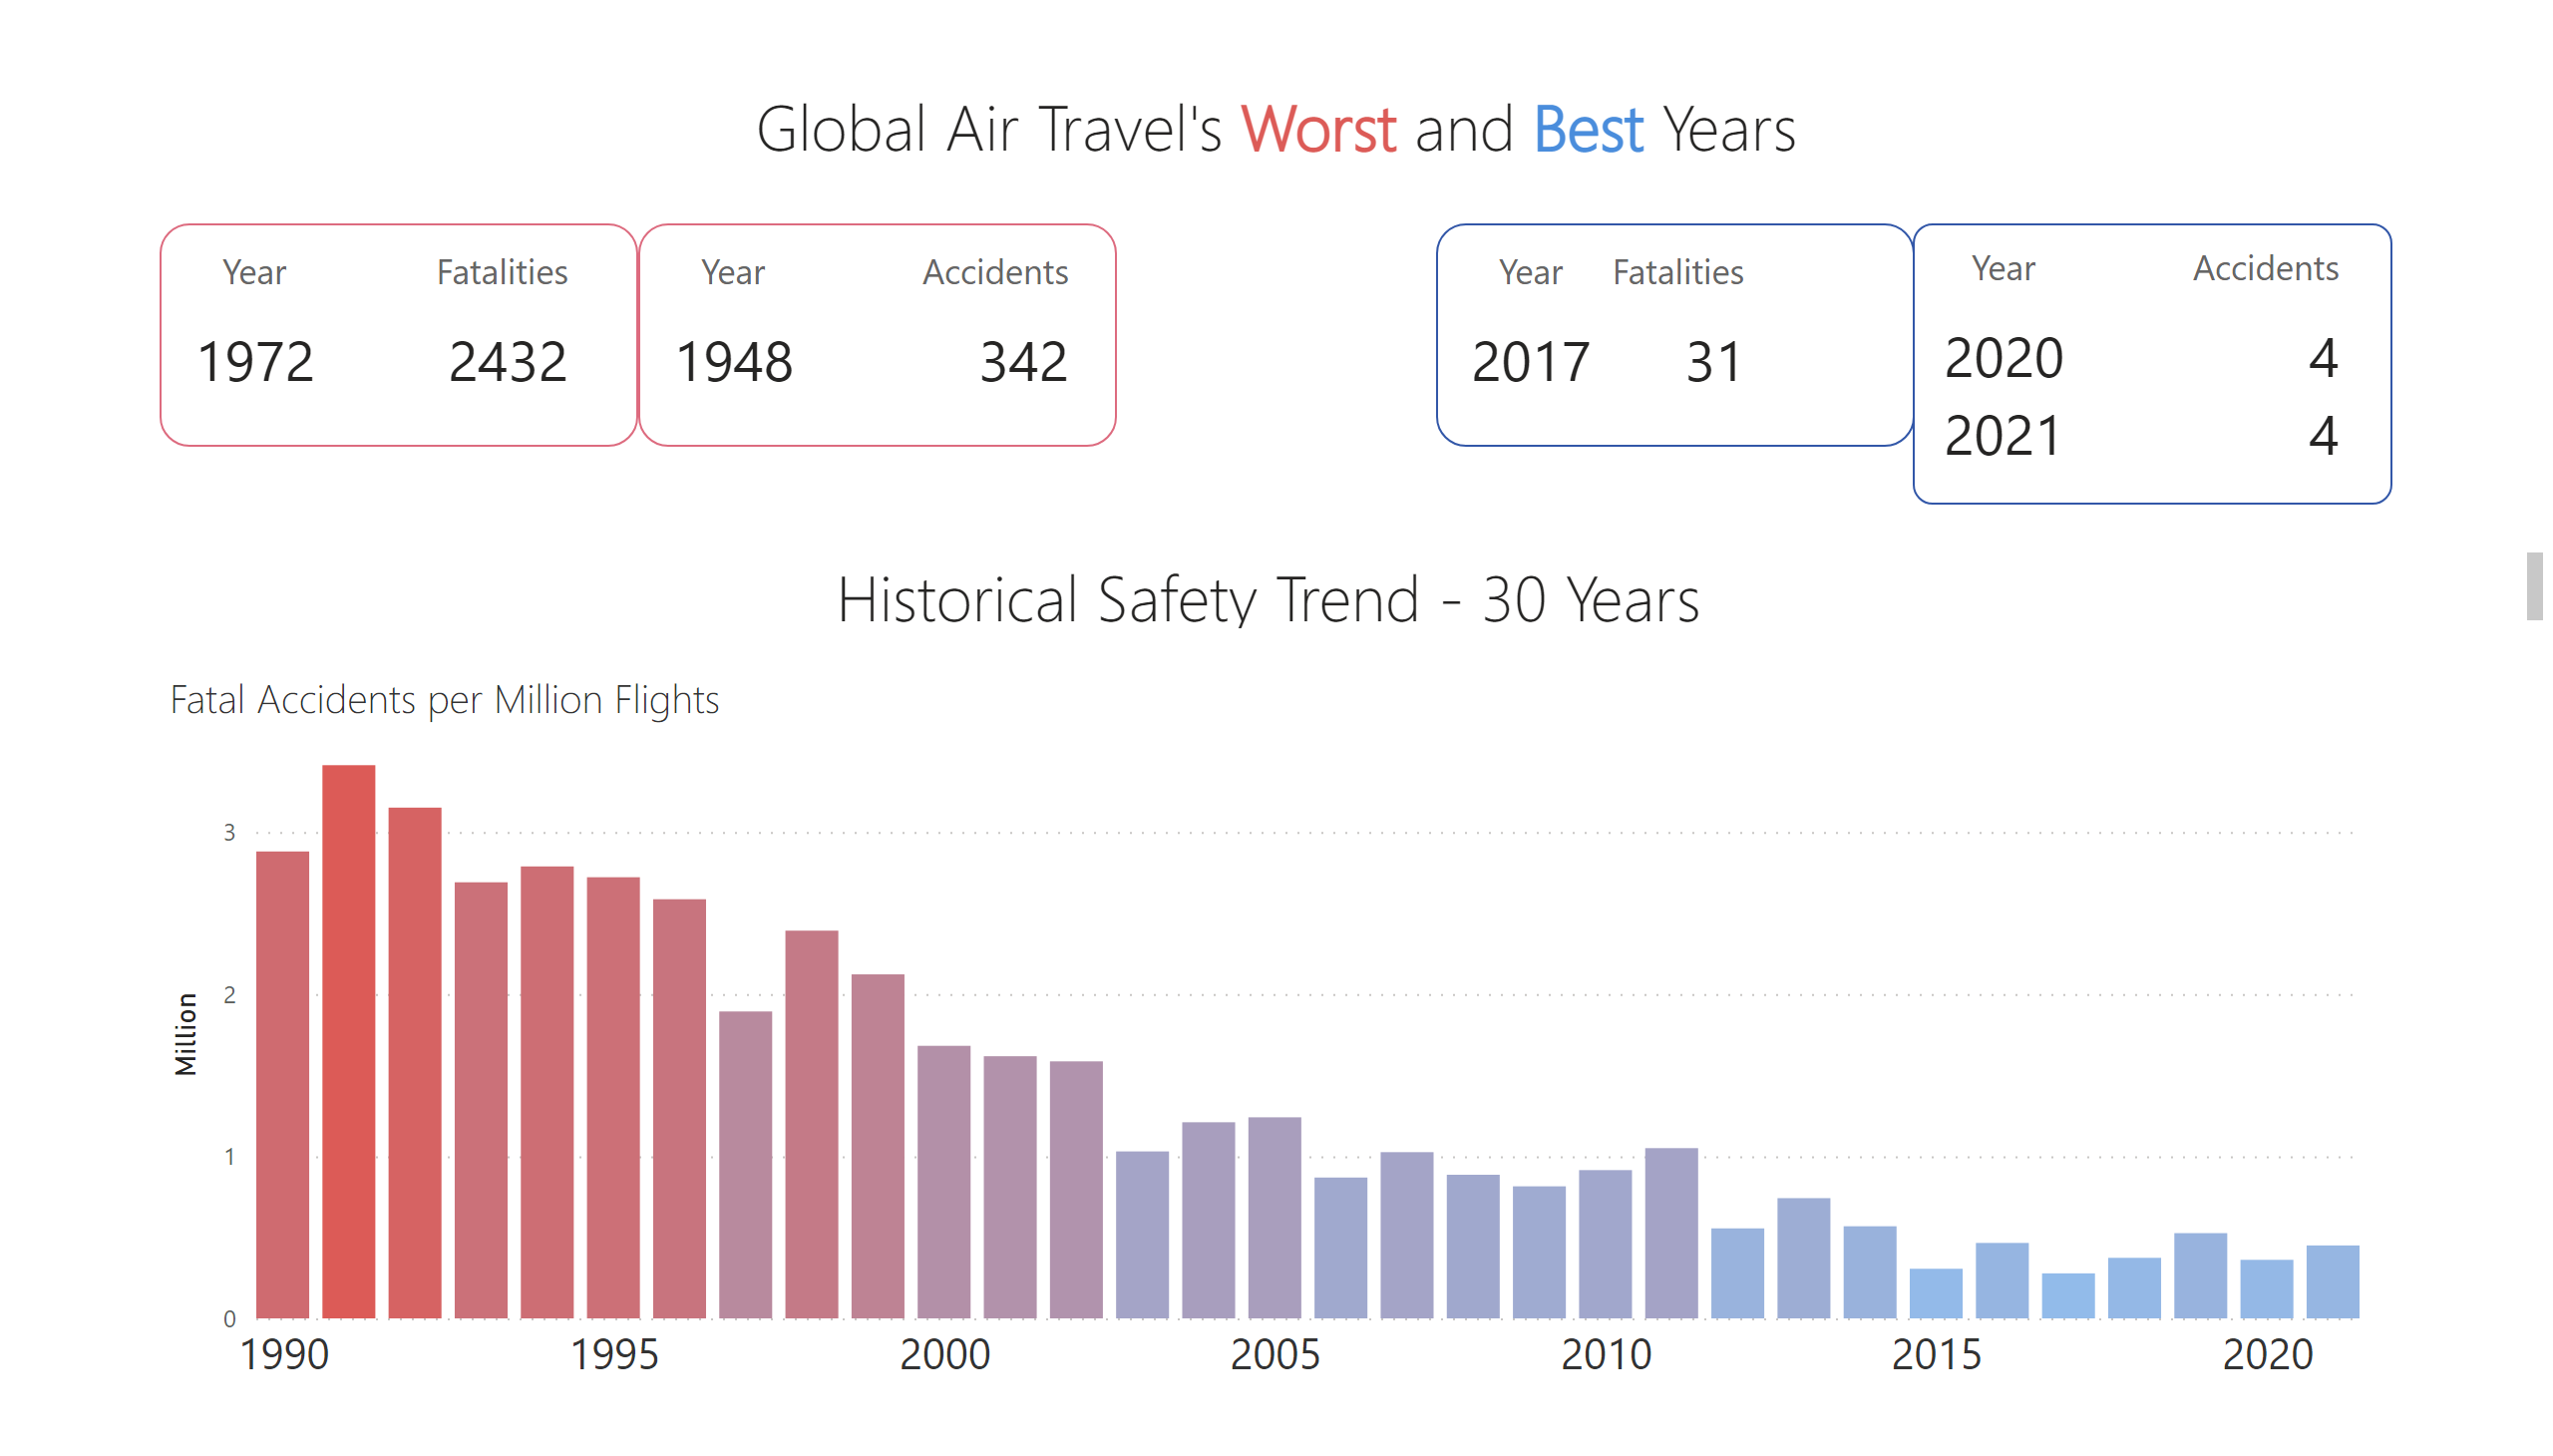 Global Air Travel's Worst and Best Years
Year Fatalities
1972 2432
Year Accidents
1948 342
Year Fatalities
2017 31
Year Accidents
2020 4
2021 4
Historical Safety Trend - 30 Years
Fatal Accidents per Million Flights
Million
3
2
1
0
1990 1995 2000 2005 2010 2015 2020